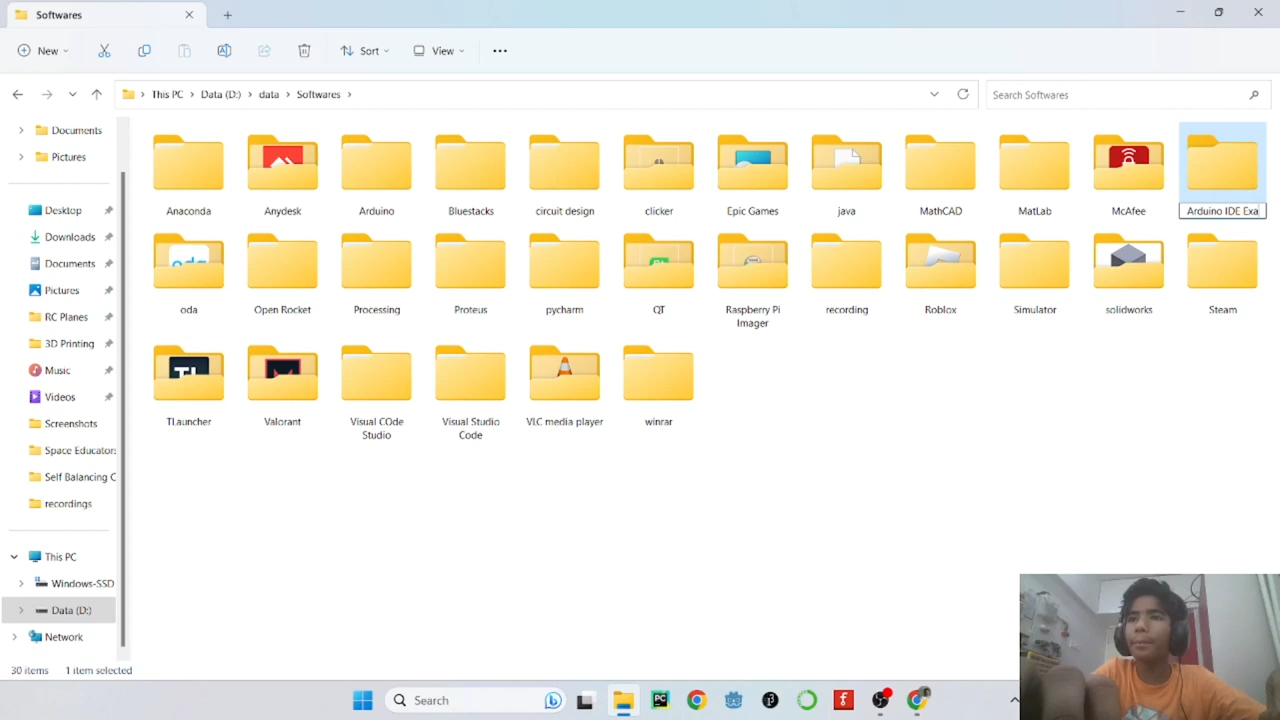 Softwares
New
Sort
View
This PC
Data (D:)
data
Softwares
Search Softwares
Documents
Pictures
Desktop
Downloads
Documents
Pictures
RC Planes
3D Printing
Music
Videos
Screenshots
Space Educators
Self Balancing C
recordings
This PC
Windows-SSD
Data (D:)
Network
Anaconda
Anydesk
Arduino
Bluestacks
circuit design
clicker
Epic Games
java
MathCAD
MatLab
McAfee
Arduino IDE Exa
oda
Open Rocket
Processing
Proteus
pycharm
QT
Raspberry Pi
Imager
recording
Roblox
Simulator
solidworks
Steam
TLauncher
Valorant
Visual COde
Studio
Visual Studio
Code
VLC media player
winrar
30 items
1 item selected
Search